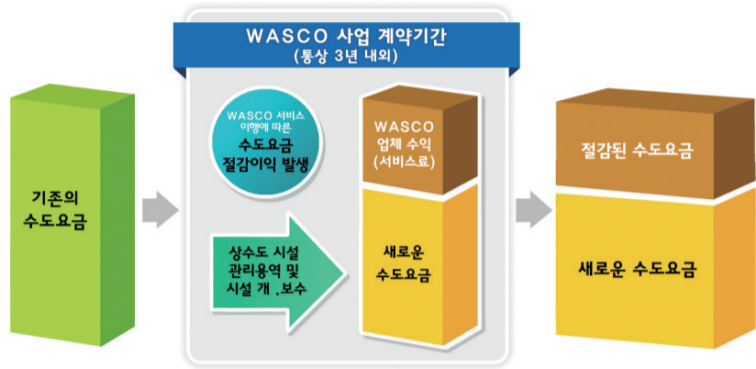 WASCO 사업 계약기간
(통상 3년 내외)
기존의
수도요금
WASCO 서비스
이행에 따른
수도요금
절감이익 발생
상수도 시설
관리용역 및
시설 개 .보수
WASCO
업체 수익
(서비스료)
새로운
수도요금
절감된 수도요금
새로운 수도요금